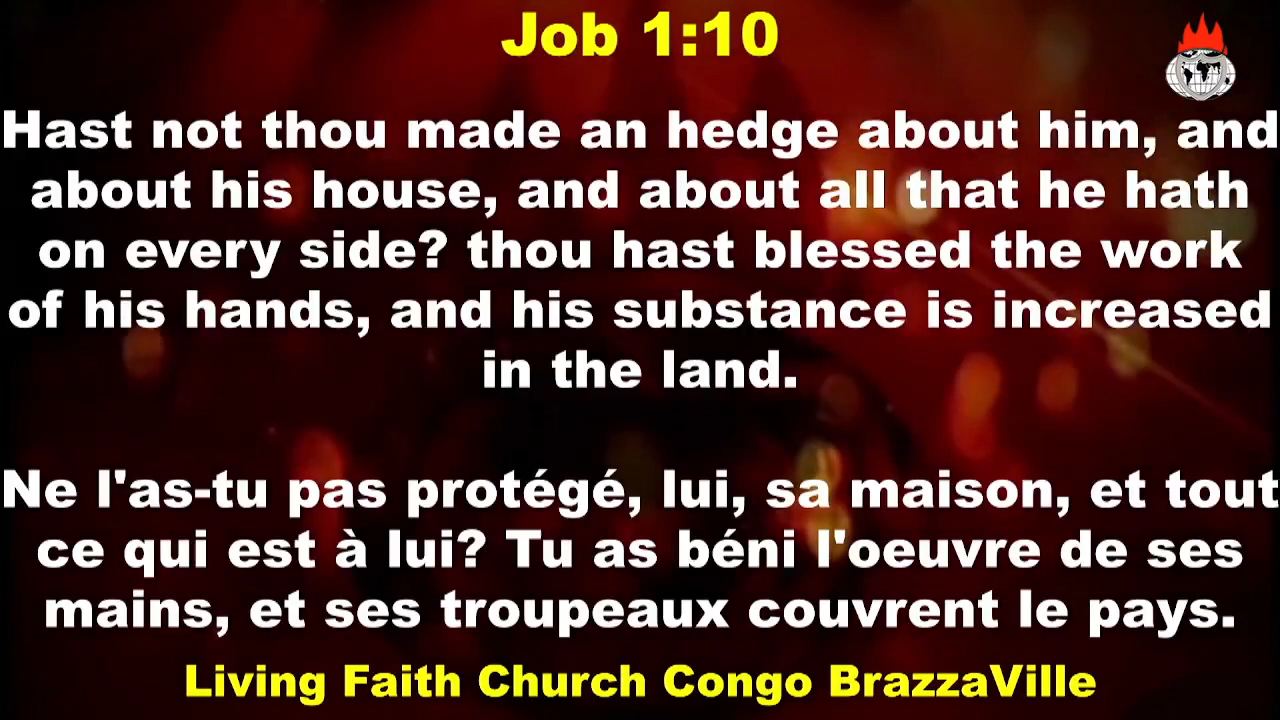 Job 1:10
Hast not thou made an hedge about him, and
about his house, and about all that he hath
on every side? thou hast blessed the work
of his hands, and his substance is increased
in the land.
Ne l'as-tu pas protégé, lui, sa maison, et tout
ce qui est à lui? Tu as béni l'oeuvre de ses
mains, et ses troupeaux couvrent le pays.
Living Faith Church Congo BrazzaVille